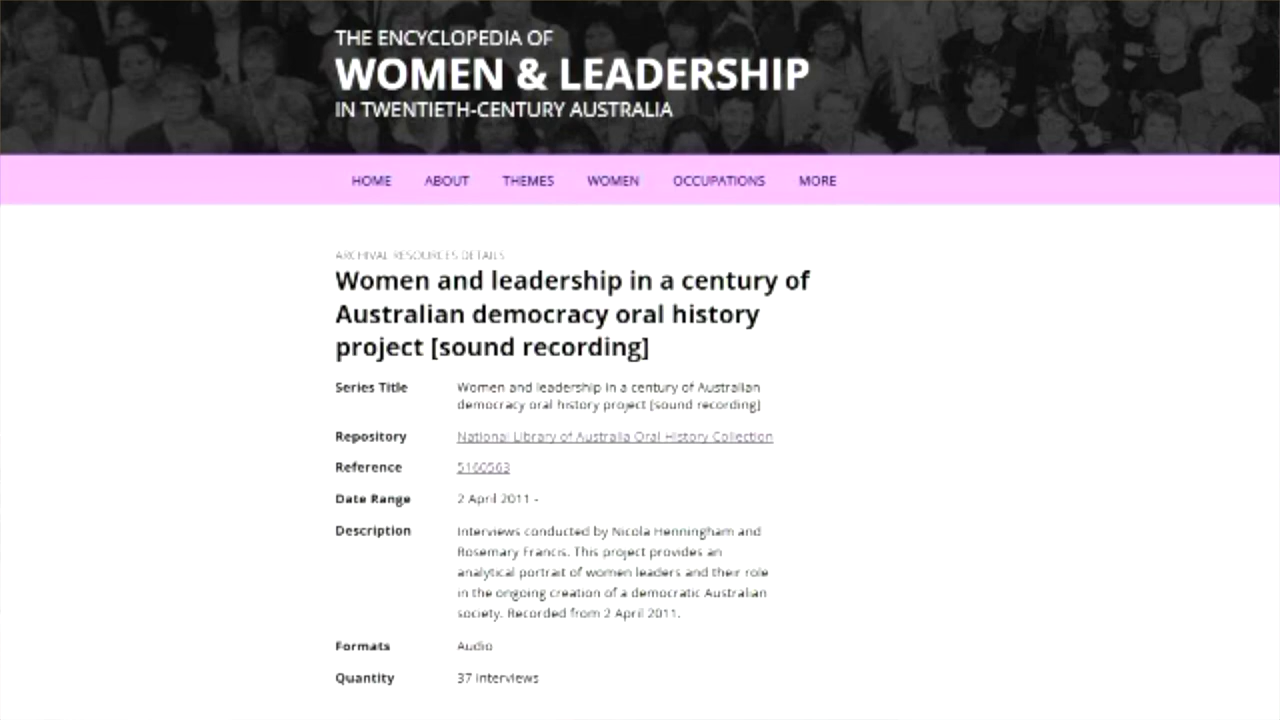 THE ENCYCLOPEDIA OF
WOMEN & LEADERSHIP
IN TWENTIETH-CENTURY AUSTRALIA
HOME ABOUT THEMES WOMEN OCCUPATIONS MORE
ARCHIVAL RESOURCES DETAILS
Women and leadership in a century of
Australian democracy oral history
project [sound recording]
Series Title Women and leadership in a century of Australian
democracy oral history project [sound recording]
Repository National Library of Australia Oral History Collection
Reference 5160563
Date Range 2 April 2011 -
Description Interviews conducted by Nicola Henningham and
Rosemary Francis. This project provides an
analytical portrait of women leaders and their role
in the ongoing creation of a democratic Australian
society. Recorded from 2 April 2011.
Formats Audio
Quantity 37 interviews